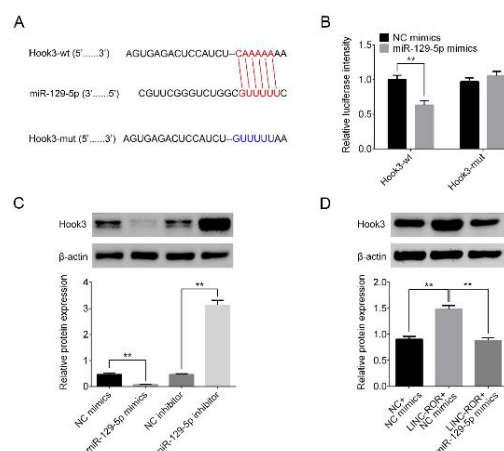 A
Hook3-wt (5'......3') AGUGAGACUCCAUCU--CAAAAAAA
miR-129-5p (3'......5') CGUUCGGGUCUGGCGUUUUUC
Hook3-mut (5'......3') AGUGAGACUCCAUCU--GUUUUUAA
B
NC mimics
miR-129-5p mimics
Relative luciferase intensity
1.5
1.0
0.5
0.0
**
Hook3-wt
Hook3-mut
C
Hook3
β-actin
Relative protein expression
4
3
2
1
0
**
**
NC mimics
miR-129-5p mimics
NC inhibitor
miR-129-5p inhibitor
D
Hook3
β-actin
Relative protein expression
2.0
1.5
1.0
0.5
0.0
**
**
NC+
NC mimics
LINC-ROR+
NC mimics
LINC-ROR+
miR-129-5p mimics